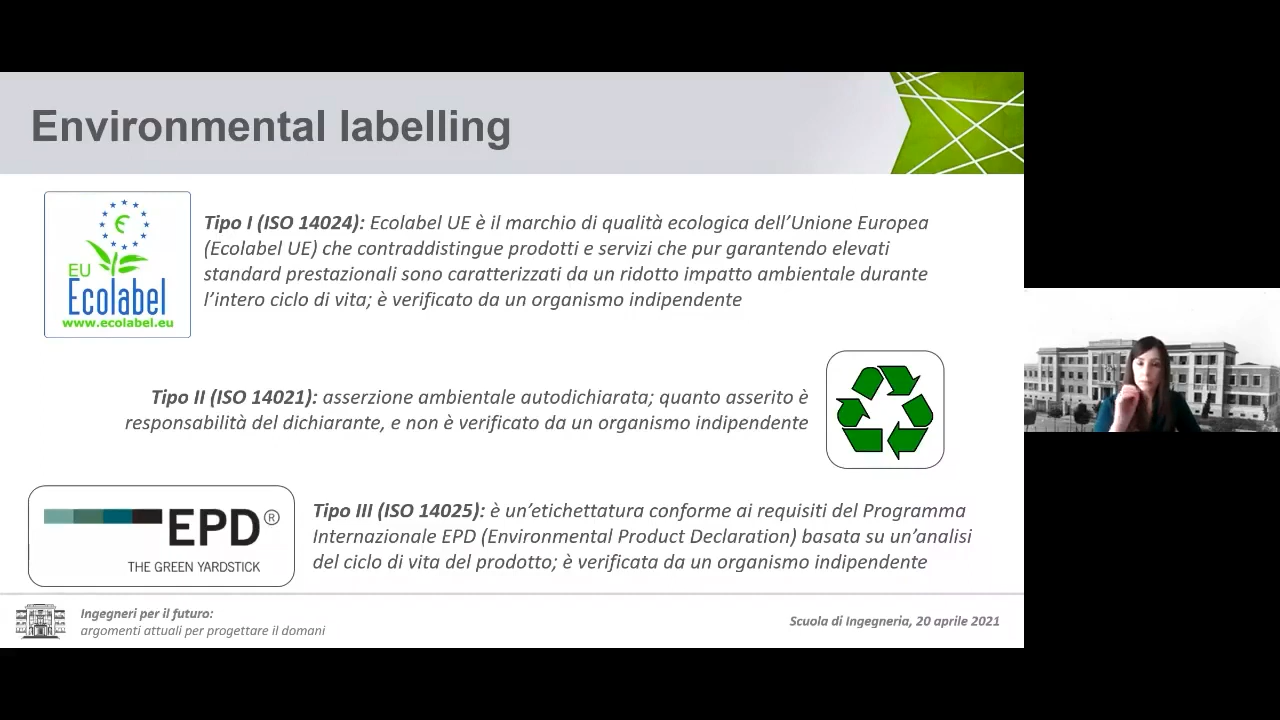 Environmental labelling
EU
Ecolabel
www.ecolabel.eu
Tipo I (ISO 14024): Ecolabel UE è il marchio di qualità ecologica dell’Unione Europea
(Ecolabel UE) che contraddistingue prodotti e servizi che pur garantendo elevati
standard prestazionali sono caratterizzati da un ridotto impatto ambientale durante
l’intero ciclo di vita; è verificato da un organismo indipendente
Tipo II (ISO 14021): asserzione ambientale autodichiarata; quanto asserito è
responsabilità del dichiarante, e non è verificato da un organismo indipendente
EPD®
THE GREEN YARDSTICK
Tipo III (ISO 14025): è un’etichettatura conforme ai requisiti del Programma
Internazionale EPD (Environmental Product Declaration) basata su un’analisi
del ciclo di vita del prodotto; è verificata da un organismo indipendente
Ingegneri per il futuro:
argomenti attuali per progettare il domani
Scuola di Ingegneria, 20 aprile 2021